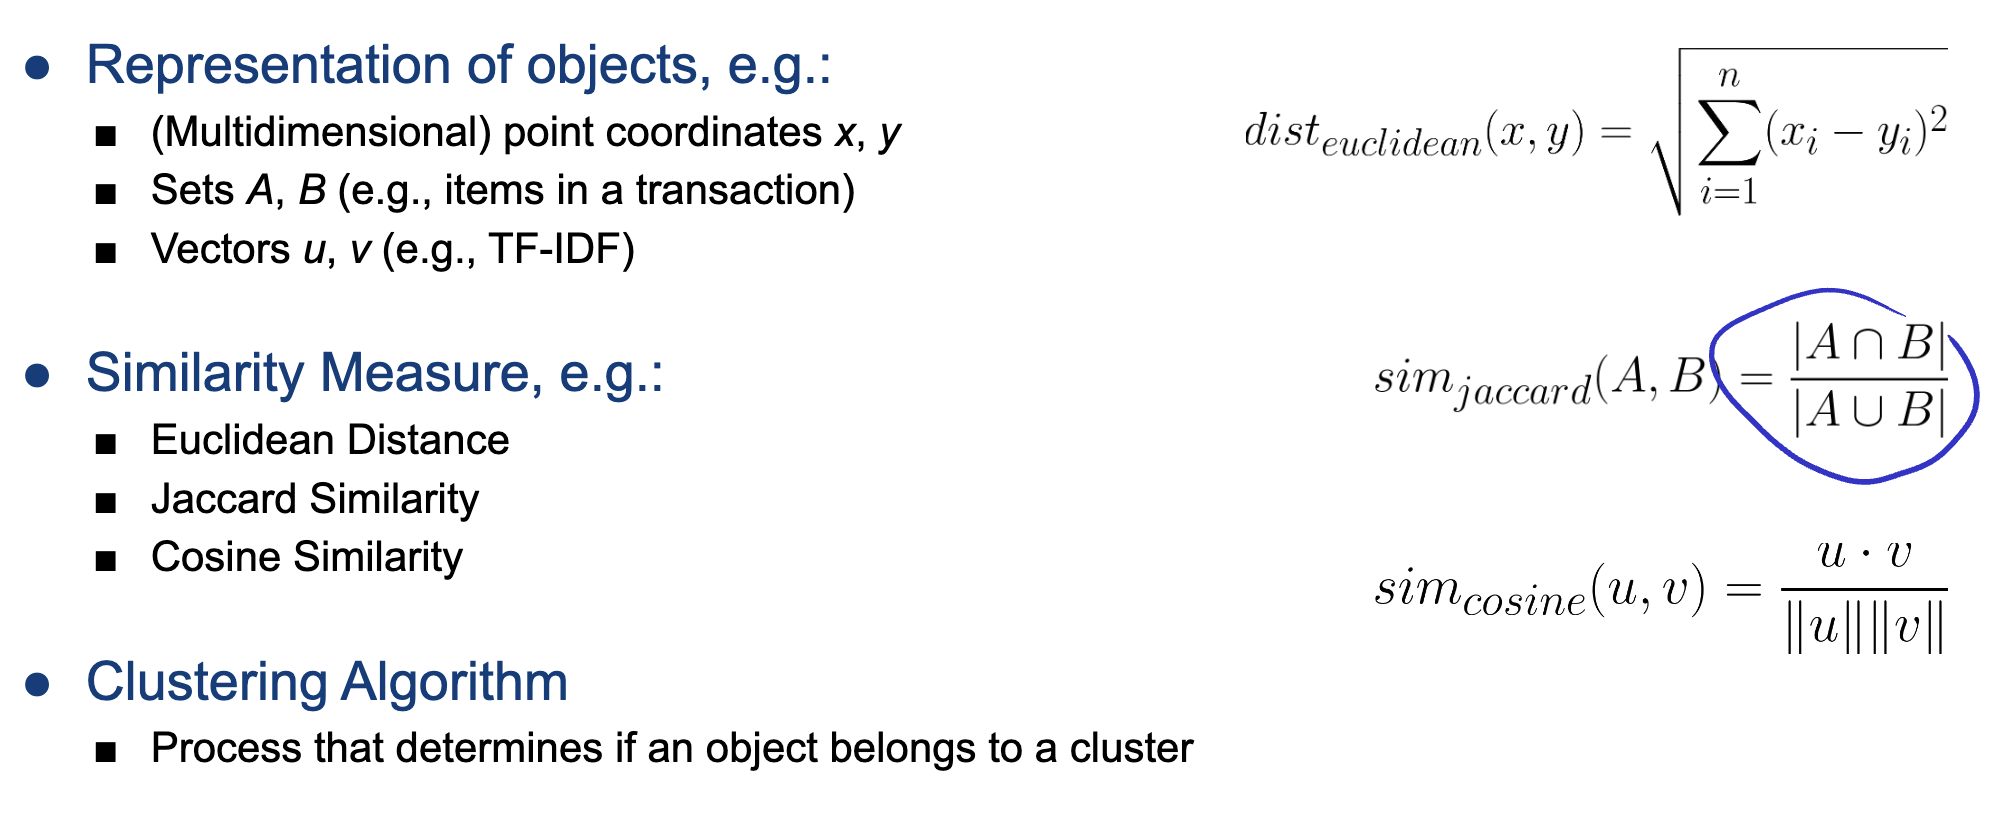 ● Representation of objects, e.g.:
■ (Multidimensional) point coordinates x, y
■ Sets A, B (e.g., items in a transaction)
■ Vectors u, v (e.g., TF-IDF)
● Similarity Measure, e.g.:
■ Euclidean Distance
■ Jaccard Similarity
■ Cosine Similarity
● Clustering Algorithm
■ Process that determines if an object belongs to a cluster
$dist_{euclidean}(x, y) = \sqrt{\sum_{i=1}^{n} (x_i - y_i)^2}$
$sim_{jaccard}(A, B) = \frac{|A \cap B|}{|A \cup B|}$
$sim_{cosine}(u, v) = \frac{u \cdot v}{\|u\| \|v\|}$